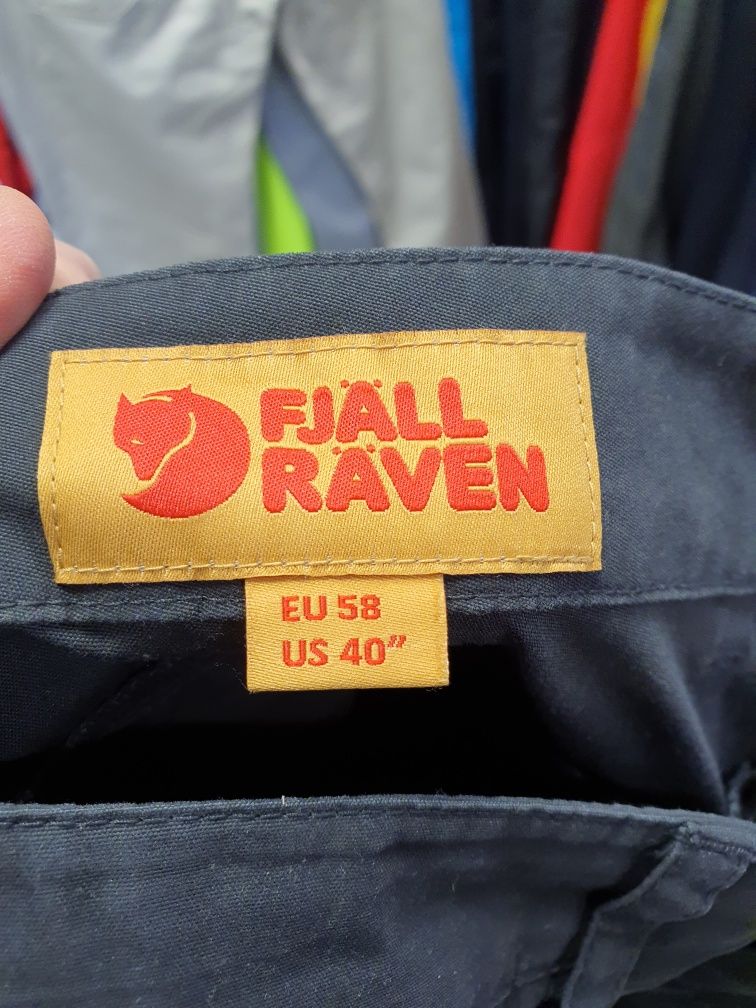 FJÄLL
RÄVEN
EU 58
US 40"